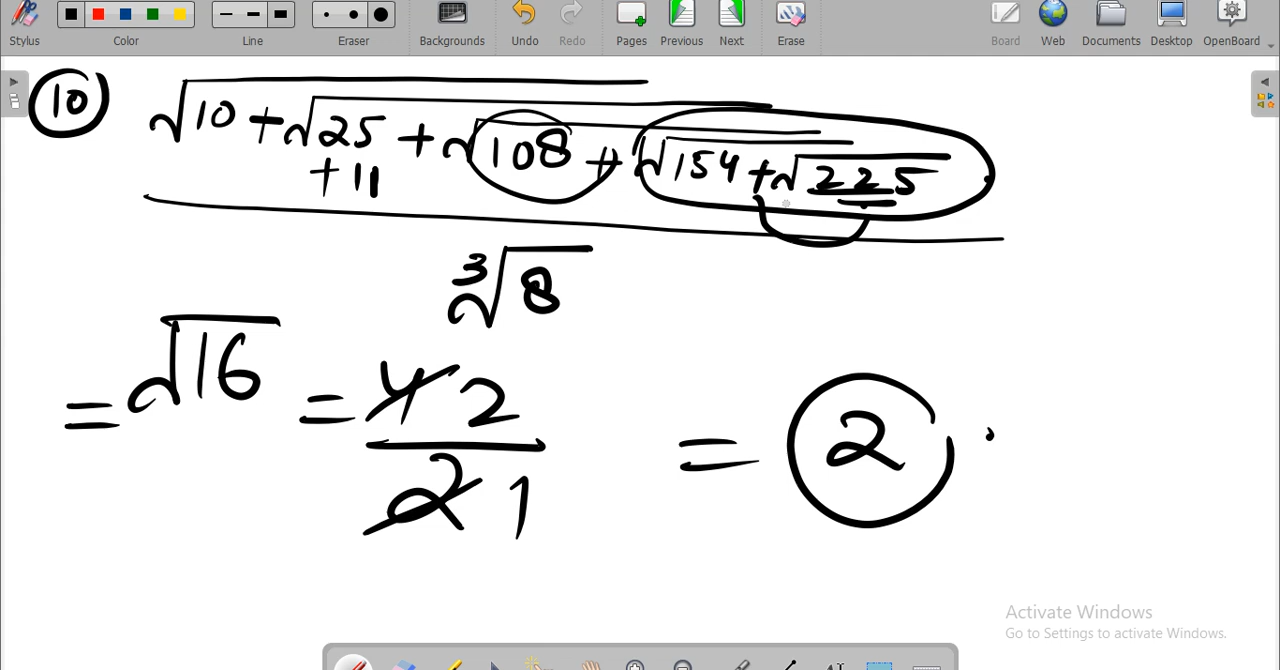 Stylus Color Line Eraser Backgrounds Undo Redo Pages Previous Next Erase Board Web Documents Desktop OpenBoard
10 √10 + √25 + √108 + √154 + √225
+ 11
3√8
= √16 = 4 2 / 2 1 = 2 .
Activate Windows
Go to Settings to activate Windows.